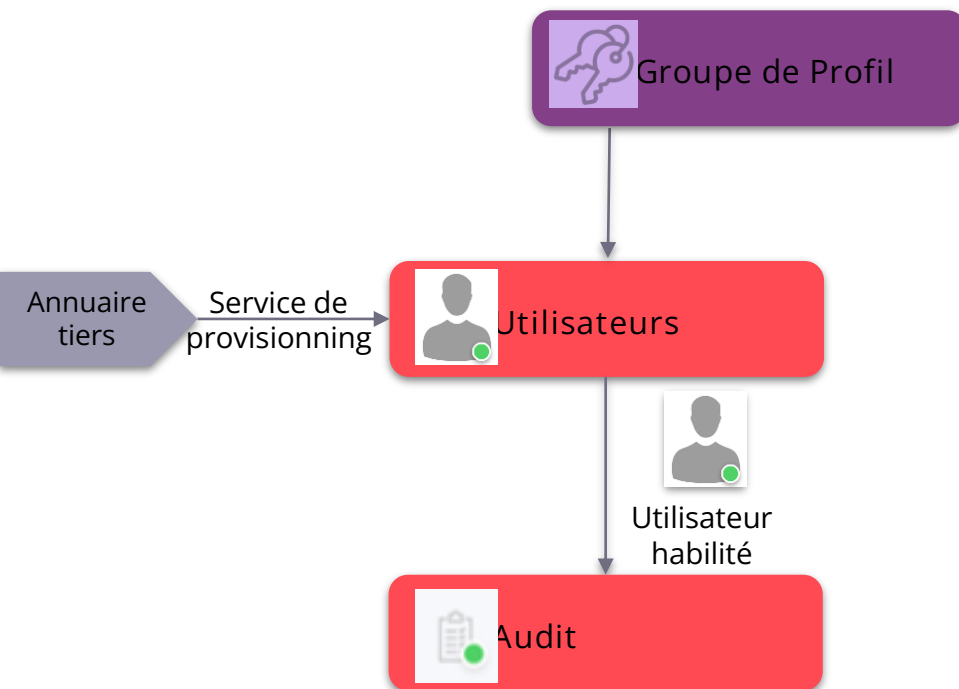 Groupe de Profil
Annuaire
tiers
Service de
provisionning
Utilisateurs
Utilisateur
habilité
Audit